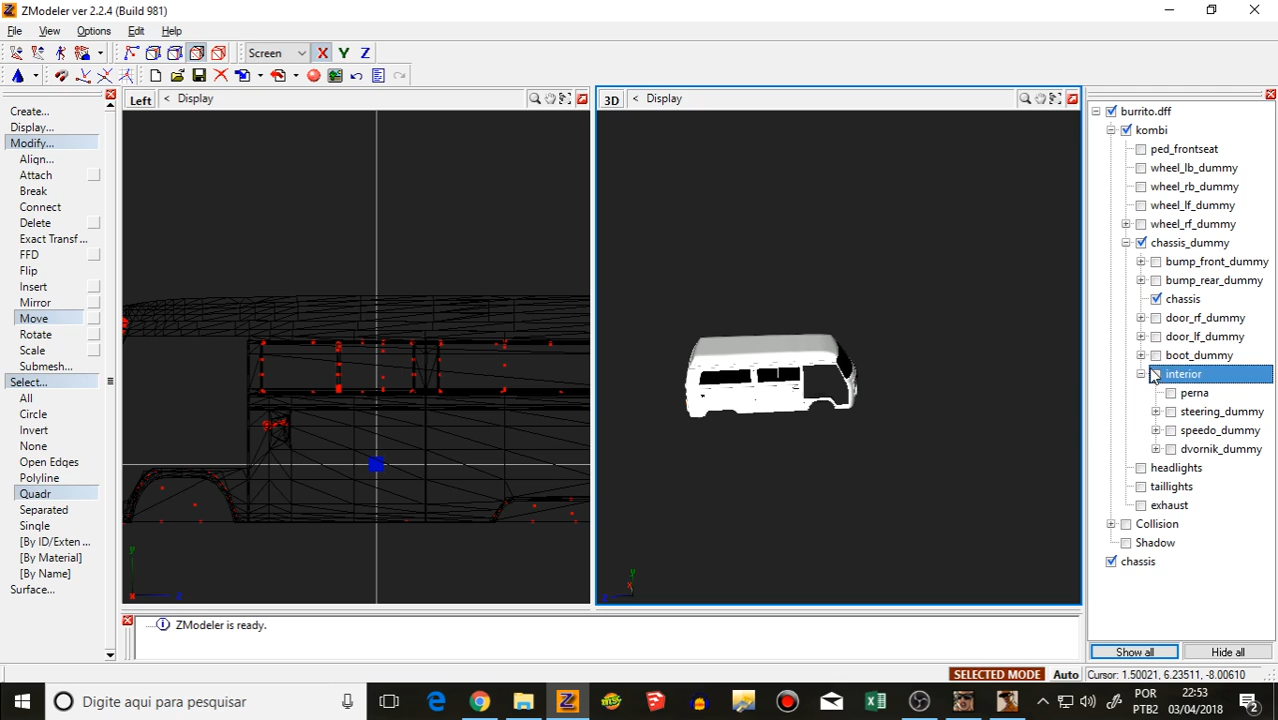 ZModeler ver 2.2.4 (Build 981)
File View Options Edit Help
Screen X Y Z
Create...
Display...
Modify...
Align...
Attach
Break
Connect
Delete
Exact Transf ...
FFD
Flip
Insert
Mirror
Move
Rotate
Scale
Submesh...
Select...
All
Circle
Invert
None
Open Edges
Polyline
Quadr
Separated
Single
[By ID/Exten ...
[By Material]
[By Name]
Surface...
Left < Display
y
x
z
3D < Display
y
x
z
burrito.dff
kombi
ped_frontseat
wheel_lb_dummy
wheel_rb_dummy
wheel_lf_dummy
wheel_rf_dummy
chassis_dummy
bump_front_dummy
bump_rear_dummy
chassis
door_rf_dummy
door_lf_dummy
boot_dummy
interior
perna
steering_dummy
speedo_dummy
dvornik_dummy
headlights
taillights
exhaust
Collision
Shadow
chassis
Show all Hide all
ZModeler is ready.
SELECTED MODE Auto Cursor: 1.50021, 6.23511, -8.00610
Digite aqui para pesquisar
POR
PTB2
22:53
03/04/2018
2